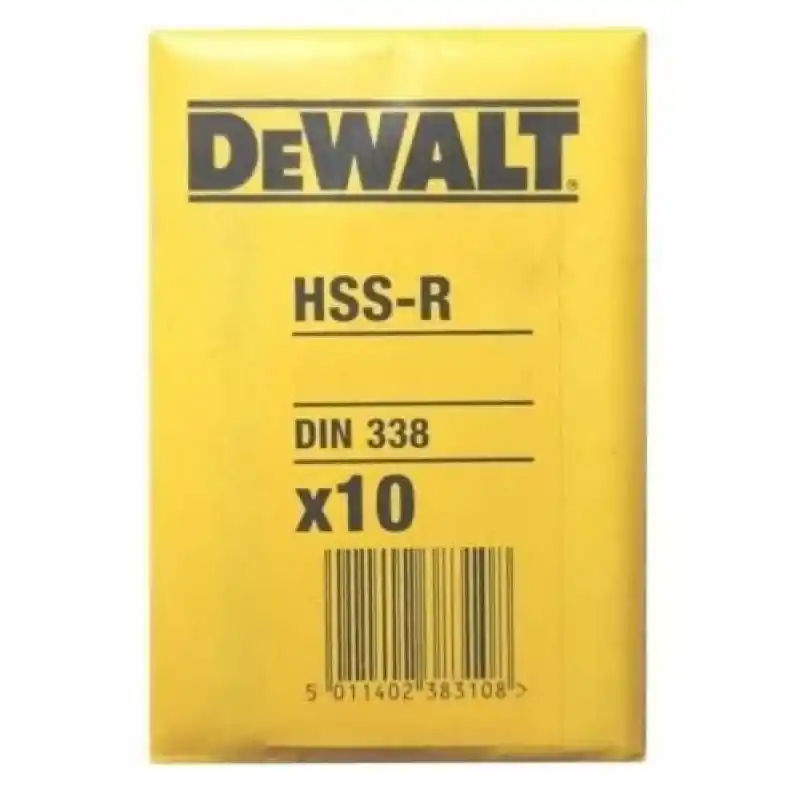 DEWALT®
HSS-R
DIN 338
x10
5 011402 383108 >